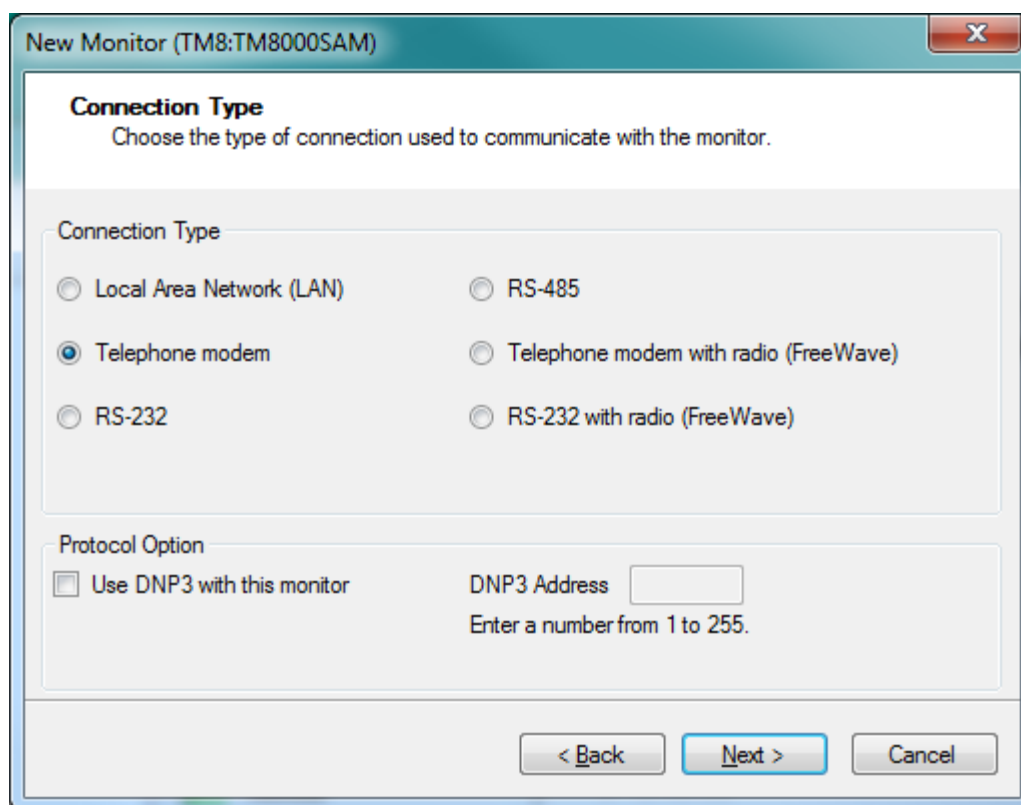 New Monitor (TM8:TM8000SAM)
Connection Type
Choose the type of connection used to communicate with the monitor.
Connection Type
Local Area Network (LAN)
RS-485
Telephone modem
Telephone modem with radio (FreeWave)
RS-232
RS-232 with radio (FreeWave)
Protocol Option
Use DNP3 with this monitor
DNP3 Address
Enter a number from 1 to 255.
< Back
Next >
Cancel